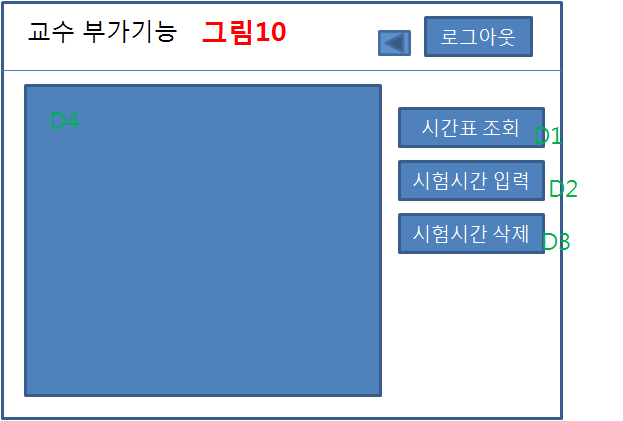 교수 부가기능 그림10
로그아웃
D4
시간표 조회 D1
시험시간 입력 D2
시험시간 삭제 D3